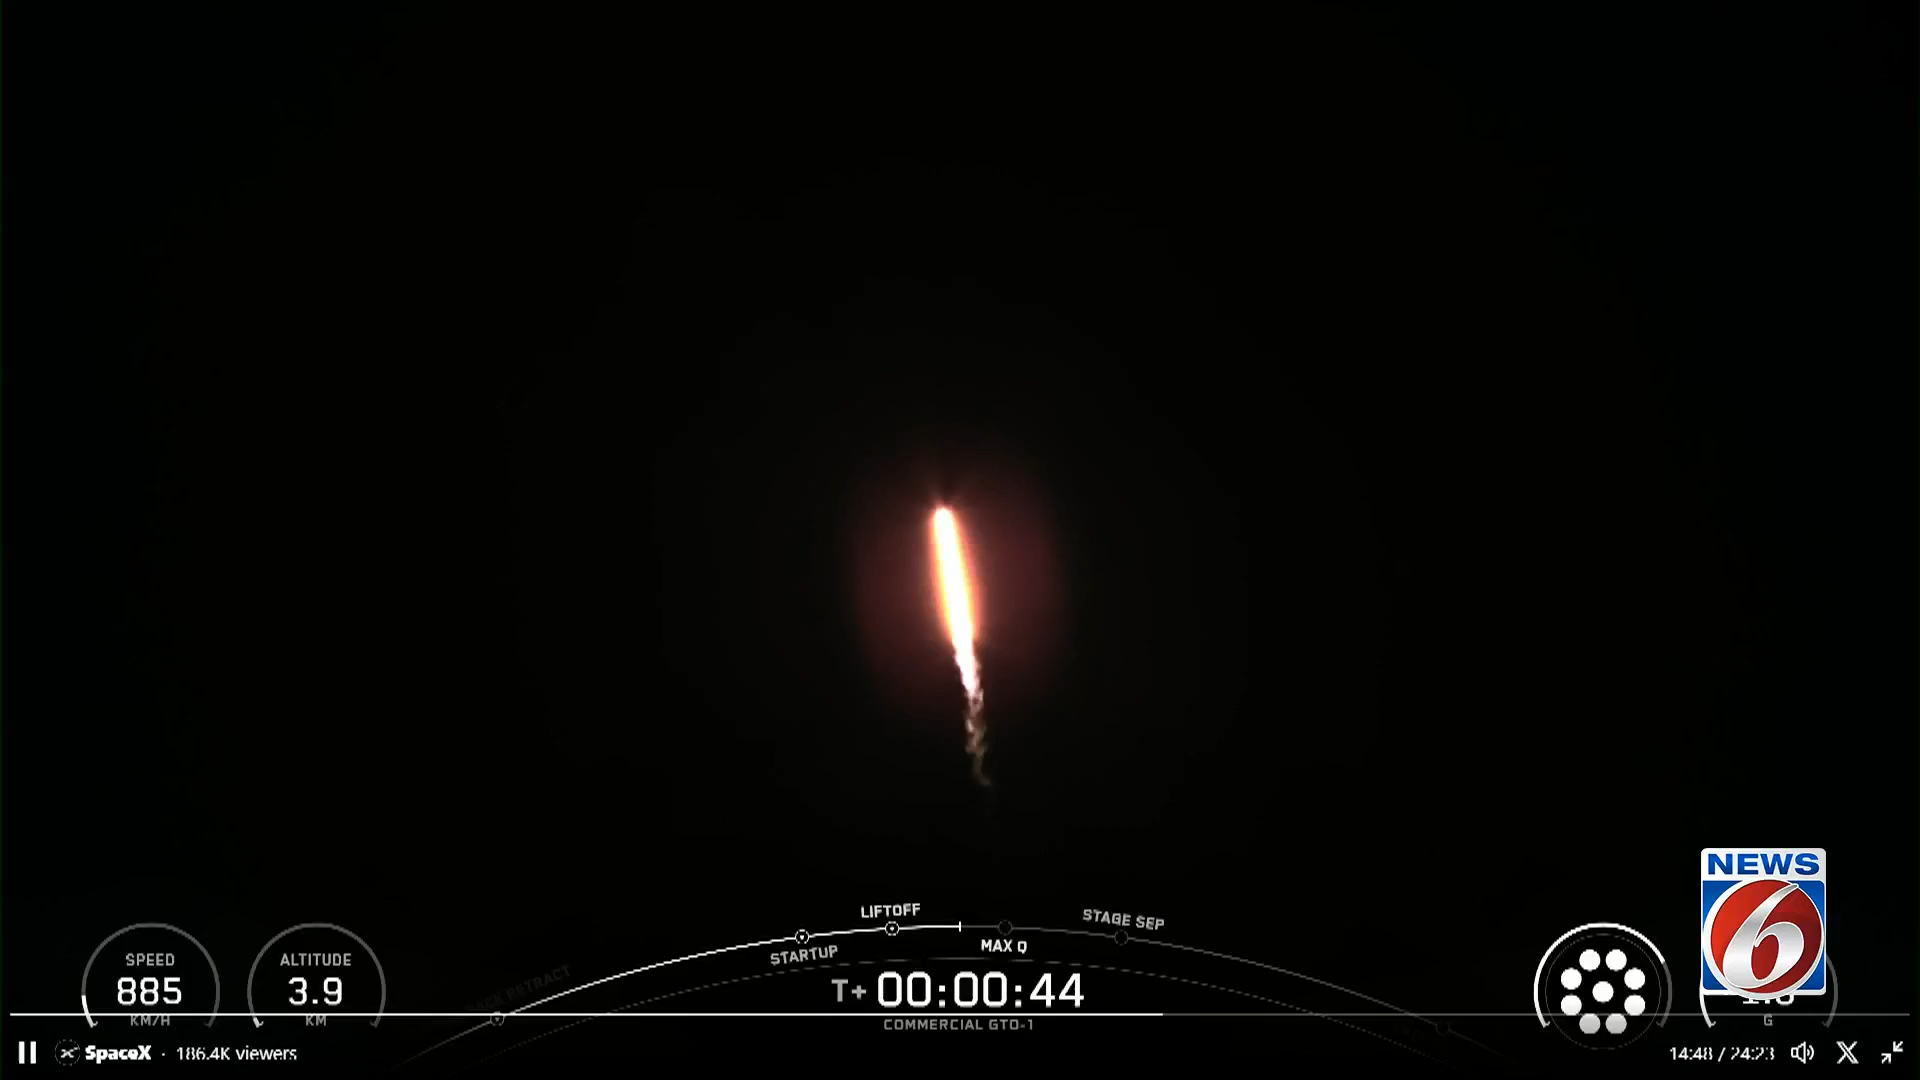 NEWS
6
LIFTOFF
STAGE SEP
STARTUP
MAX Q
SPEED
885
KM/H
ALTITUDE
3.9
KM
T+ 00:00:44
COMMERCIAL GTO-1
G
SpaceX · 186.4K viewers
14:48 / 24:23